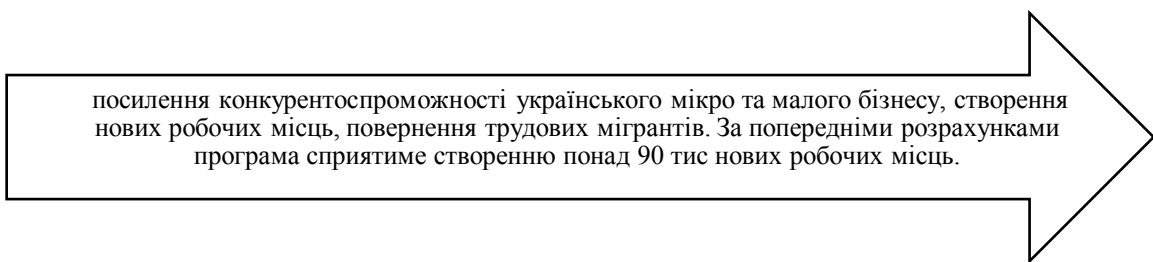 посилення конкурентоспроможності українського мікро та малого бізнесу, створення
нових робочих місць, повернення трудових мігрантів. За попередніми розрахунками
програма сприятиме створенню понад 90 тис нових робочих місць.